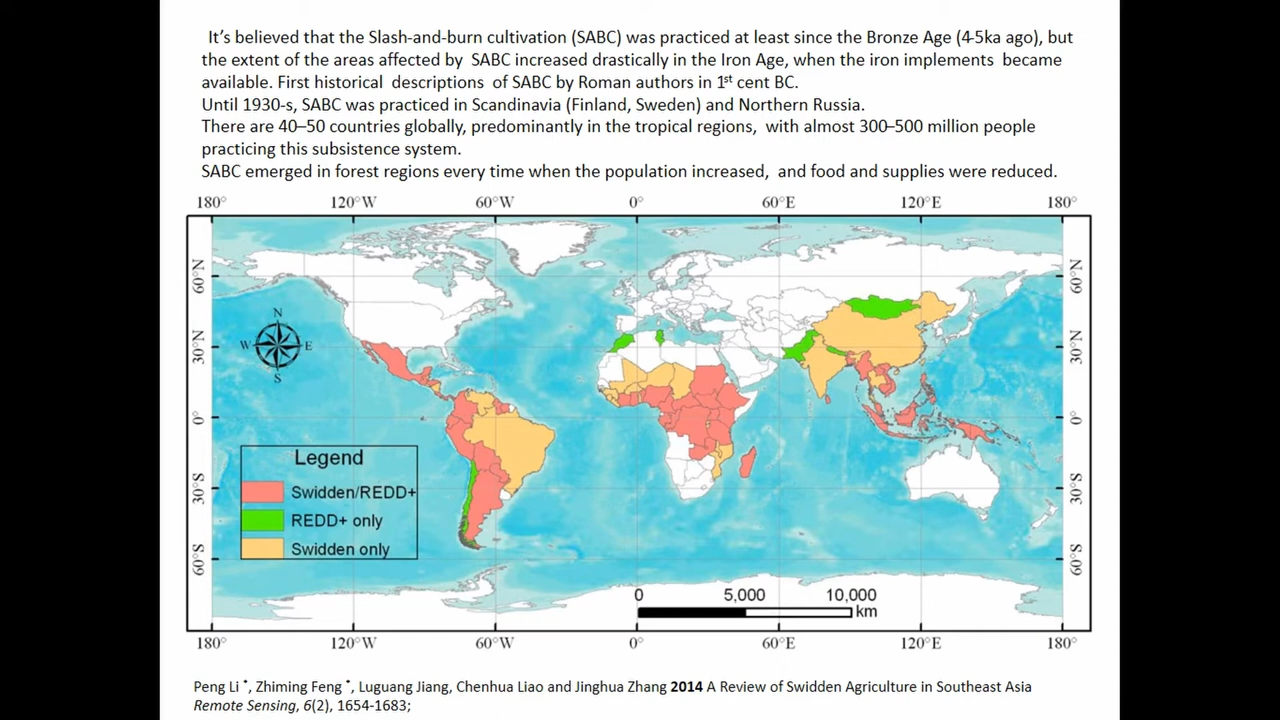 It's believed that the Slash-and-burn cultivation (SABC) was practiced at least since the Bronze Age (4-5ka ago), but
the extent of the areas affected by SABC increased drastically in the Iron Age, when the iron implements became
available. First historical descriptions of SABC by Roman authors in 1st cent BC.
Until 1930-s, SABC was practiced in Scandinavia (Finland, Sweden) and Northern Russia.
There are 40–50 countries globally, predominantly in the tropical regions, with almost 300–500 million people
practicing this subsistence system.
SABC emerged in forest regions every time when the population increased, and food and supplies were reduced.
180° 120°W 60°W 0° 60°E 120°E 180°
60°N 60°N
N
30°N W E 30°N
S
0° 0°
Legend
Swidden/REDD+
30°S 30°S
REDD+ only
Swidden only
60°S 60°S
0 5,000 10,000
km
180° 120°W 60°W 0° 60°E 120°E 180°
Peng Li *, Zhiming Feng *, Luguang Jiang, Chenhua Liao and Jinghua Zhang 2014 A Review of Swidden Agriculture in Southeast Asia
Remote Sensing, 6(2), 1654-1683;